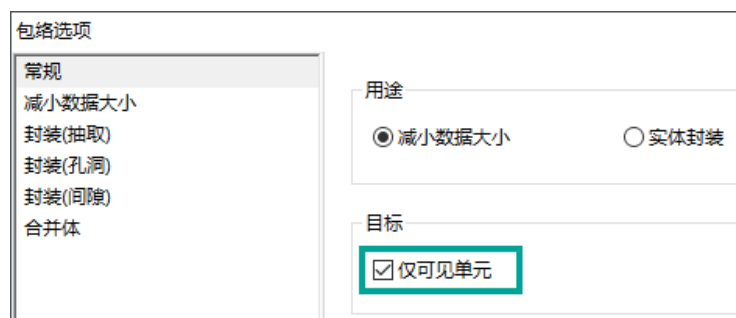 包络选项
常规
减小数据大小
封装(抽取)
封装(孔洞)
封装(间隙)
合并体
用途
减小数据大小
实体封装
目标
仅可见单元